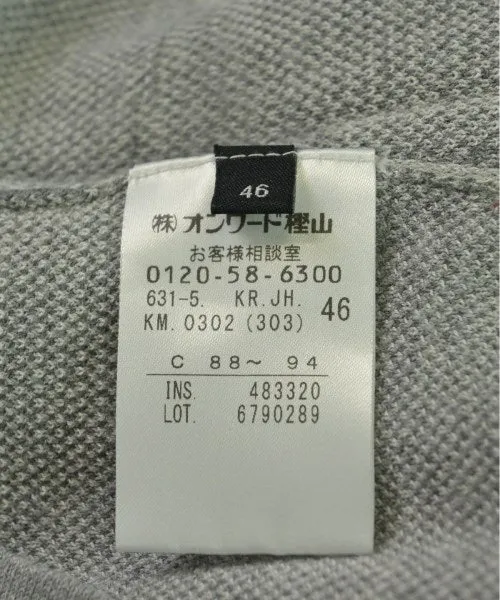 46
(株)オンワード樫山
お客様相談室
0120-58-6300
631-5. KR.JH. 46
KM.0302(303)
C 88～ 94
INS. 483320
LOT. 6790289